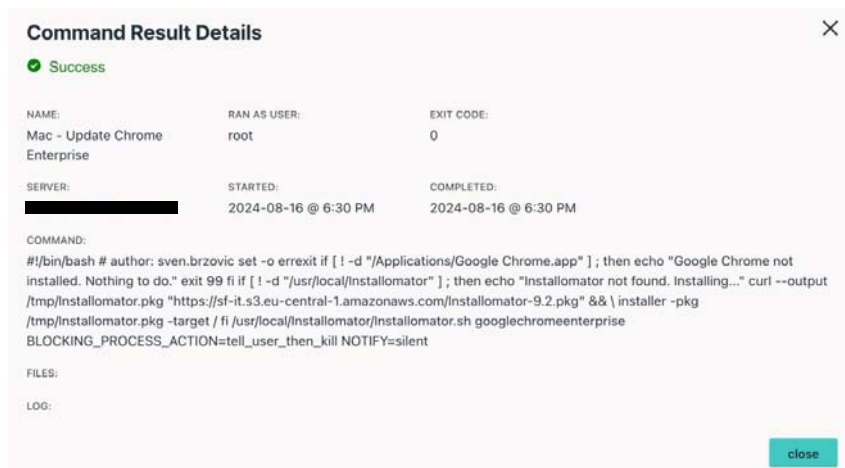 Command Result Details
Success
NAME:
RAN AS USER:
EXIT CODE:
Mac - Update Chrome
Enterprise
root
0
SERVER:
STARTED:
COMPLETED:
2024-08-16 @ 6:30 PM
2024-08-16 @ 6:30 PM
COMMAND:
#!/bin/bash # author: sven.brzovic set -o errexit if [ ! -d "/Applications/Google Chrome.app" ] ; then echo "Google Chrome not
installed. Nothing to do." exit 99 fi if [ ! -d "/usr/local/Installomator" ] ; then echo "Installomator not found. Installing..." curl --output
/tmp/Installomator.pkg "https://sf-it.s3.eu-central-1.amazonaws.com/Installomator-9.2.pkg" && \ installer -pkg
/tmp/Installomator.pkg -target / fi /usr/local/Installomator/Installomator.sh googlechromeenterprise
BLOCKING_PROCESS_ACTION=tell_user_then_kill NOTIFY=silent
FILES:
LOG:
close